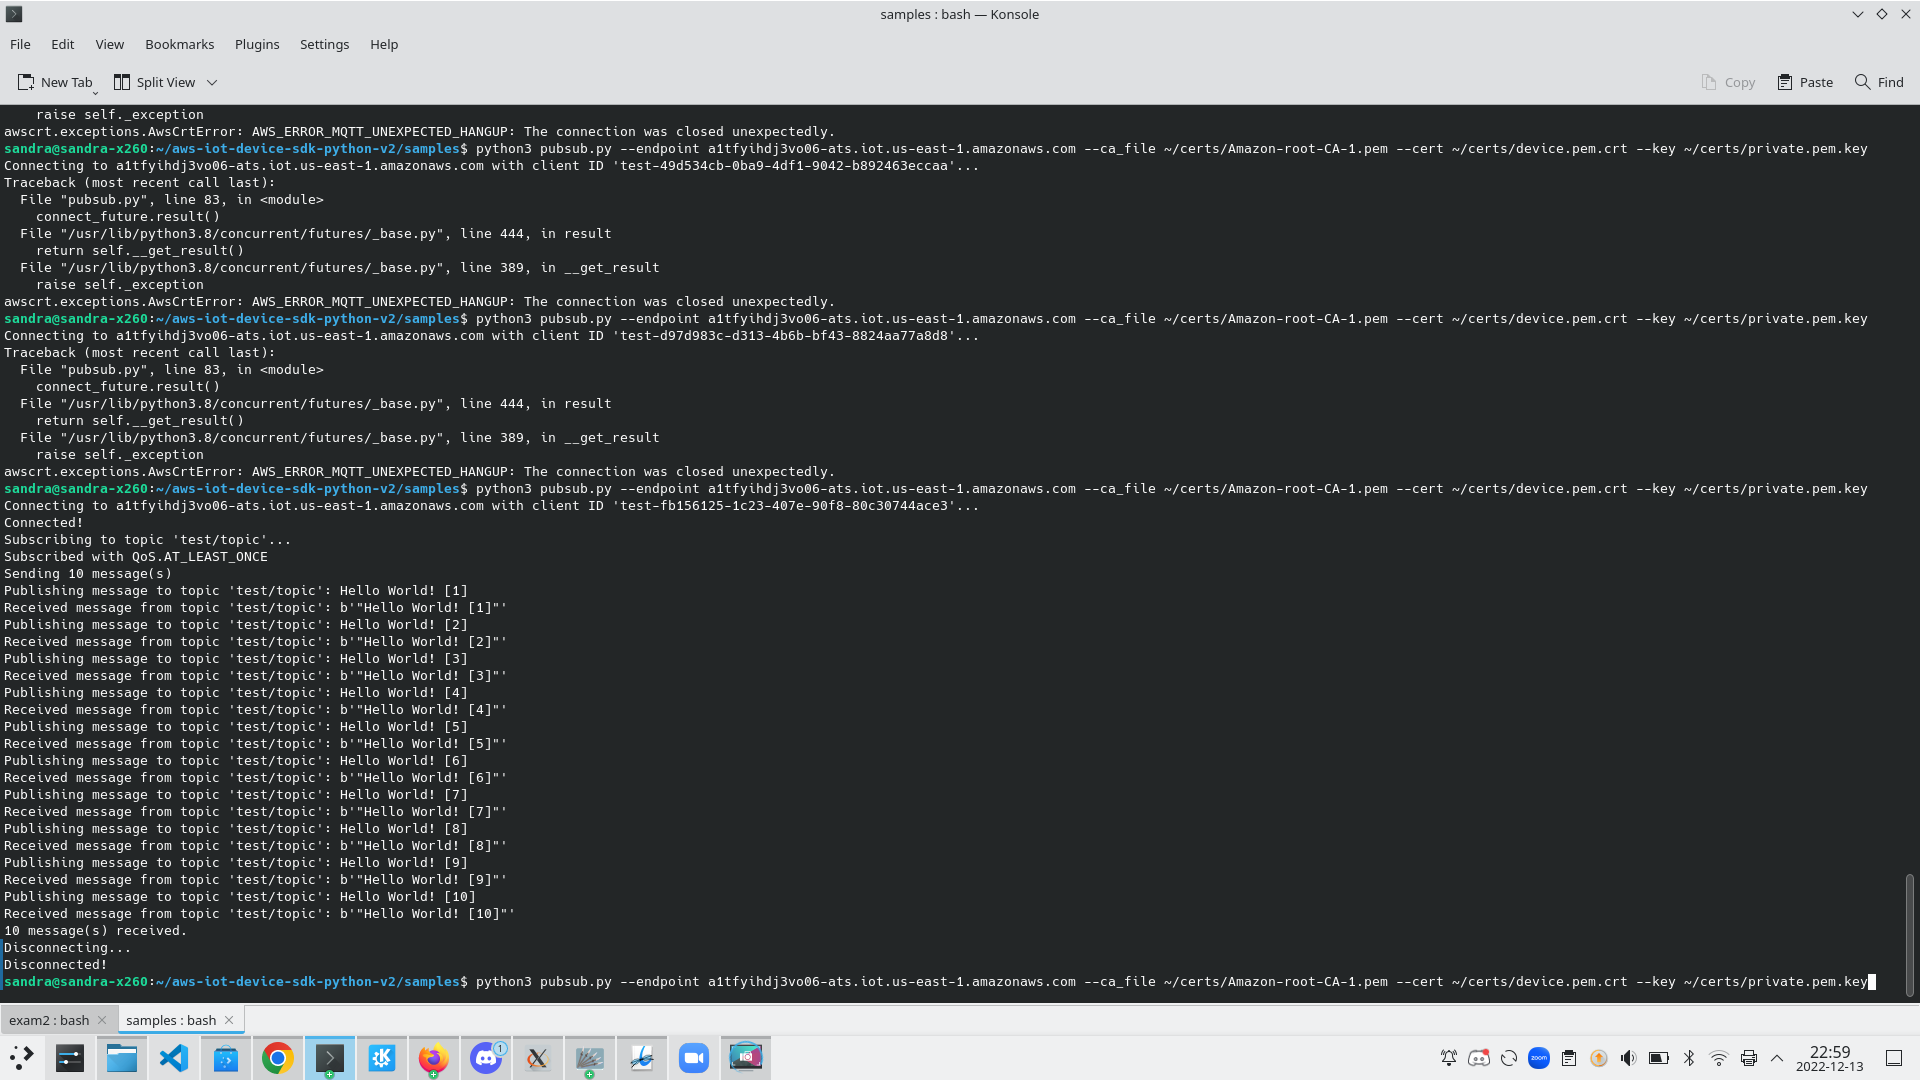 samples : bash — Konsole
File Edit View Bookmarks Plugins Settings Help
New Tab Split View Copy Paste Find
    raise self._exception
awscrt.exceptions.AwsCrtError: AWS_ERROR_MQTT_UNEXPECTED_HANGUP: The connection was closed unexpectedly.
sandra@sandra-x260:~/aws-iot-device-sdk-python-v2/samples$ python3 pubsub.py --endpoint a1tfyihdj3vo06-ats.iot.us-east-1.amazonaws.com --ca_file ~/certs/Amazon-root-CA-1.pem --cert ~/certs/device.pem.crt --key ~/certs/private.pem.key
Connecting to a1tfyihdj3vo06-ats.iot.us-east-1.amazonaws.com with client ID 'test-49d534cb-0ba9-4df1-9042-b892463eccaa'...
Traceback (most recent call last):
  File "pubsub.py", line 83, in <module>
    connect_future.result()
  File "/usr/lib/python3.8/concurrent/futures/_base.py", line 444, in result
    return self.__get_result()
  File "/usr/lib/python3.8/concurrent/futures/_base.py", line 389, in __get_result
    raise self._exception
awscrt.exceptions.AwsCrtError: AWS_ERROR_MQTT_UNEXPECTED_HANGUP: The connection was closed unexpectedly.
sandra@sandra-x260:~/aws-iot-device-sdk-python-v2/samples$ python3 pubsub.py --endpoint a1tfyihdj3vo06-ats.iot.us-east-1.amazonaws.com --ca_file ~/certs/Amazon-root-CA-1.pem --cert ~/certs/device.pem.crt --key ~/certs/private.pem.key
Connecting to a1tfyihdj3vo06-ats.iot.us-east-1.amazonaws.com with client ID 'test-d97d983c-d313-4b6b-bf43-8824aa77a8d8'...
Traceback (most recent call last):
  File "pubsub.py", line 83, in <module>
    connect_future.result()
  File "/usr/lib/python3.8/concurrent/futures/_base.py", line 444, in result
    return self.__get_result()
  File "/usr/lib/python3.8/concurrent/futures/_base.py", line 389, in __get_result
    raise self._exception
awscrt.exceptions.AwsCrtError: AWS_ERROR_MQTT_UNEXPECTED_HANGUP: The connection was closed unexpectedly.
sandra@sandra-x260:~/aws-iot-device-sdk-python-v2/samples$ python3 pubsub.py --endpoint a1tfyihdj3vo06-ats.iot.us-east-1.amazonaws.com --ca_file ~/certs/Amazon-root-CA-1.pem --cert ~/certs/device.pem.crt --key ~/certs/private.pem.key
Connecting to a1tfyihdj3vo06-ats.iot.us-east-1.amazonaws.com with client ID 'test-fb156125-1c23-407e-90f8-80c30744ace3'...
Connected!
Subscribing to topic 'test/topic'...
Subscribed with QoS.AT_LEAST_ONCE
Sending 10 message(s)
Publishing message to topic 'test/topic': Hello World! [1]
Received message from topic 'test/topic': b'"Hello World! [1]"'
Publishing message to topic 'test/topic': Hello World! [2]
Received message from topic 'test/topic': b'"Hello World! [2]"'
Publishing message to topic 'test/topic': Hello World! [3]
Received message from topic 'test/topic': b'"Hello World! [3]"'
Publishing message to topic 'test/topic': Hello World! [4]
Received message from topic 'test/topic': b'"Hello World! [4]"'
Publishing message to topic 'test/topic': Hello World! [5]
Received message from topic 'test/topic': b'"Hello World! [5]"'
Publishing message to topic 'test/topic': Hello World! [6]
Received message from topic 'test/topic': b'"Hello World! [6]"'
Publishing message to topic 'test/topic': Hello World! [7]
Received message from topic 'test/topic': b'"Hello World! [7]"'
Publishing message to topic 'test/topic': Hello World! [8]
Received message from topic 'test/topic': b'"Hello World! [8]"'
Publishing message to topic 'test/topic': Hello World! [9]
Received message from topic 'test/topic': b'"Hello World! [9]"'
Publishing message to topic 'test/topic': Hello World! [10]
Received message from topic 'test/topic': b'"Hello World! [10]"'
10 message(s) received.
Disconnecting...
Disconnected!
sandra@sandra-x260:~/aws-iot-device-sdk-python-v2/samples$ python3 pubsub.py --endpoint a1tfyihdj3vo06-ats.iot.us-east-1.amazonaws.com --ca_file ~/certs/Amazon-root-CA-1.pem --cert ~/certs/device.pem.crt --key ~/certs/private.pem.key
exam2 : bash samples : bash
1
zoom
22:59
2022-12-13